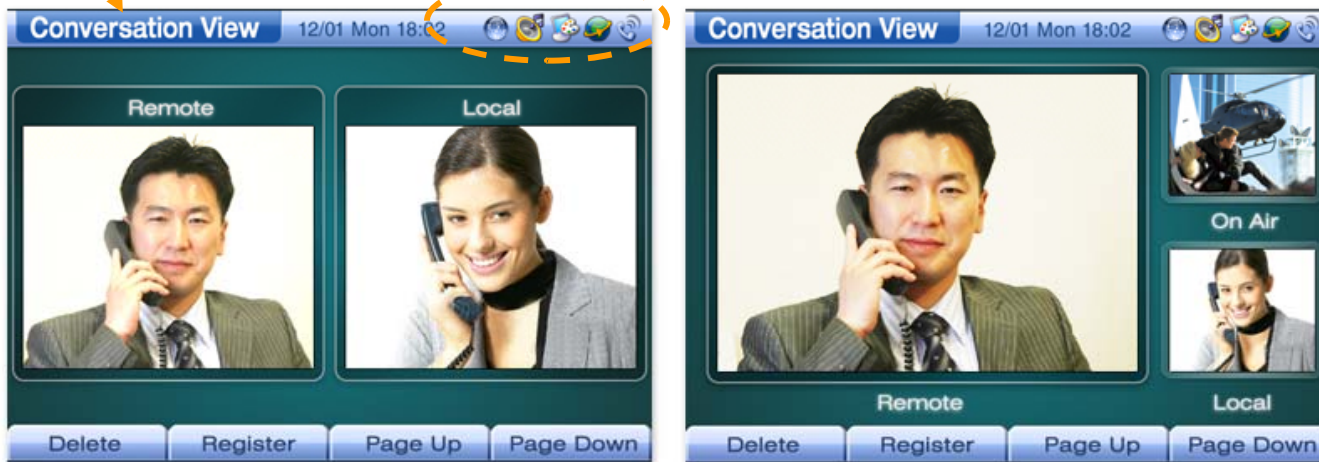 Conversation View 12/01 Mon 18:02
Remote Local
Delete Register Page Up Page Down
Conversation View 12/01 Mon 18:02
On Air
Remote Local
Delete Register Page Up Page Down